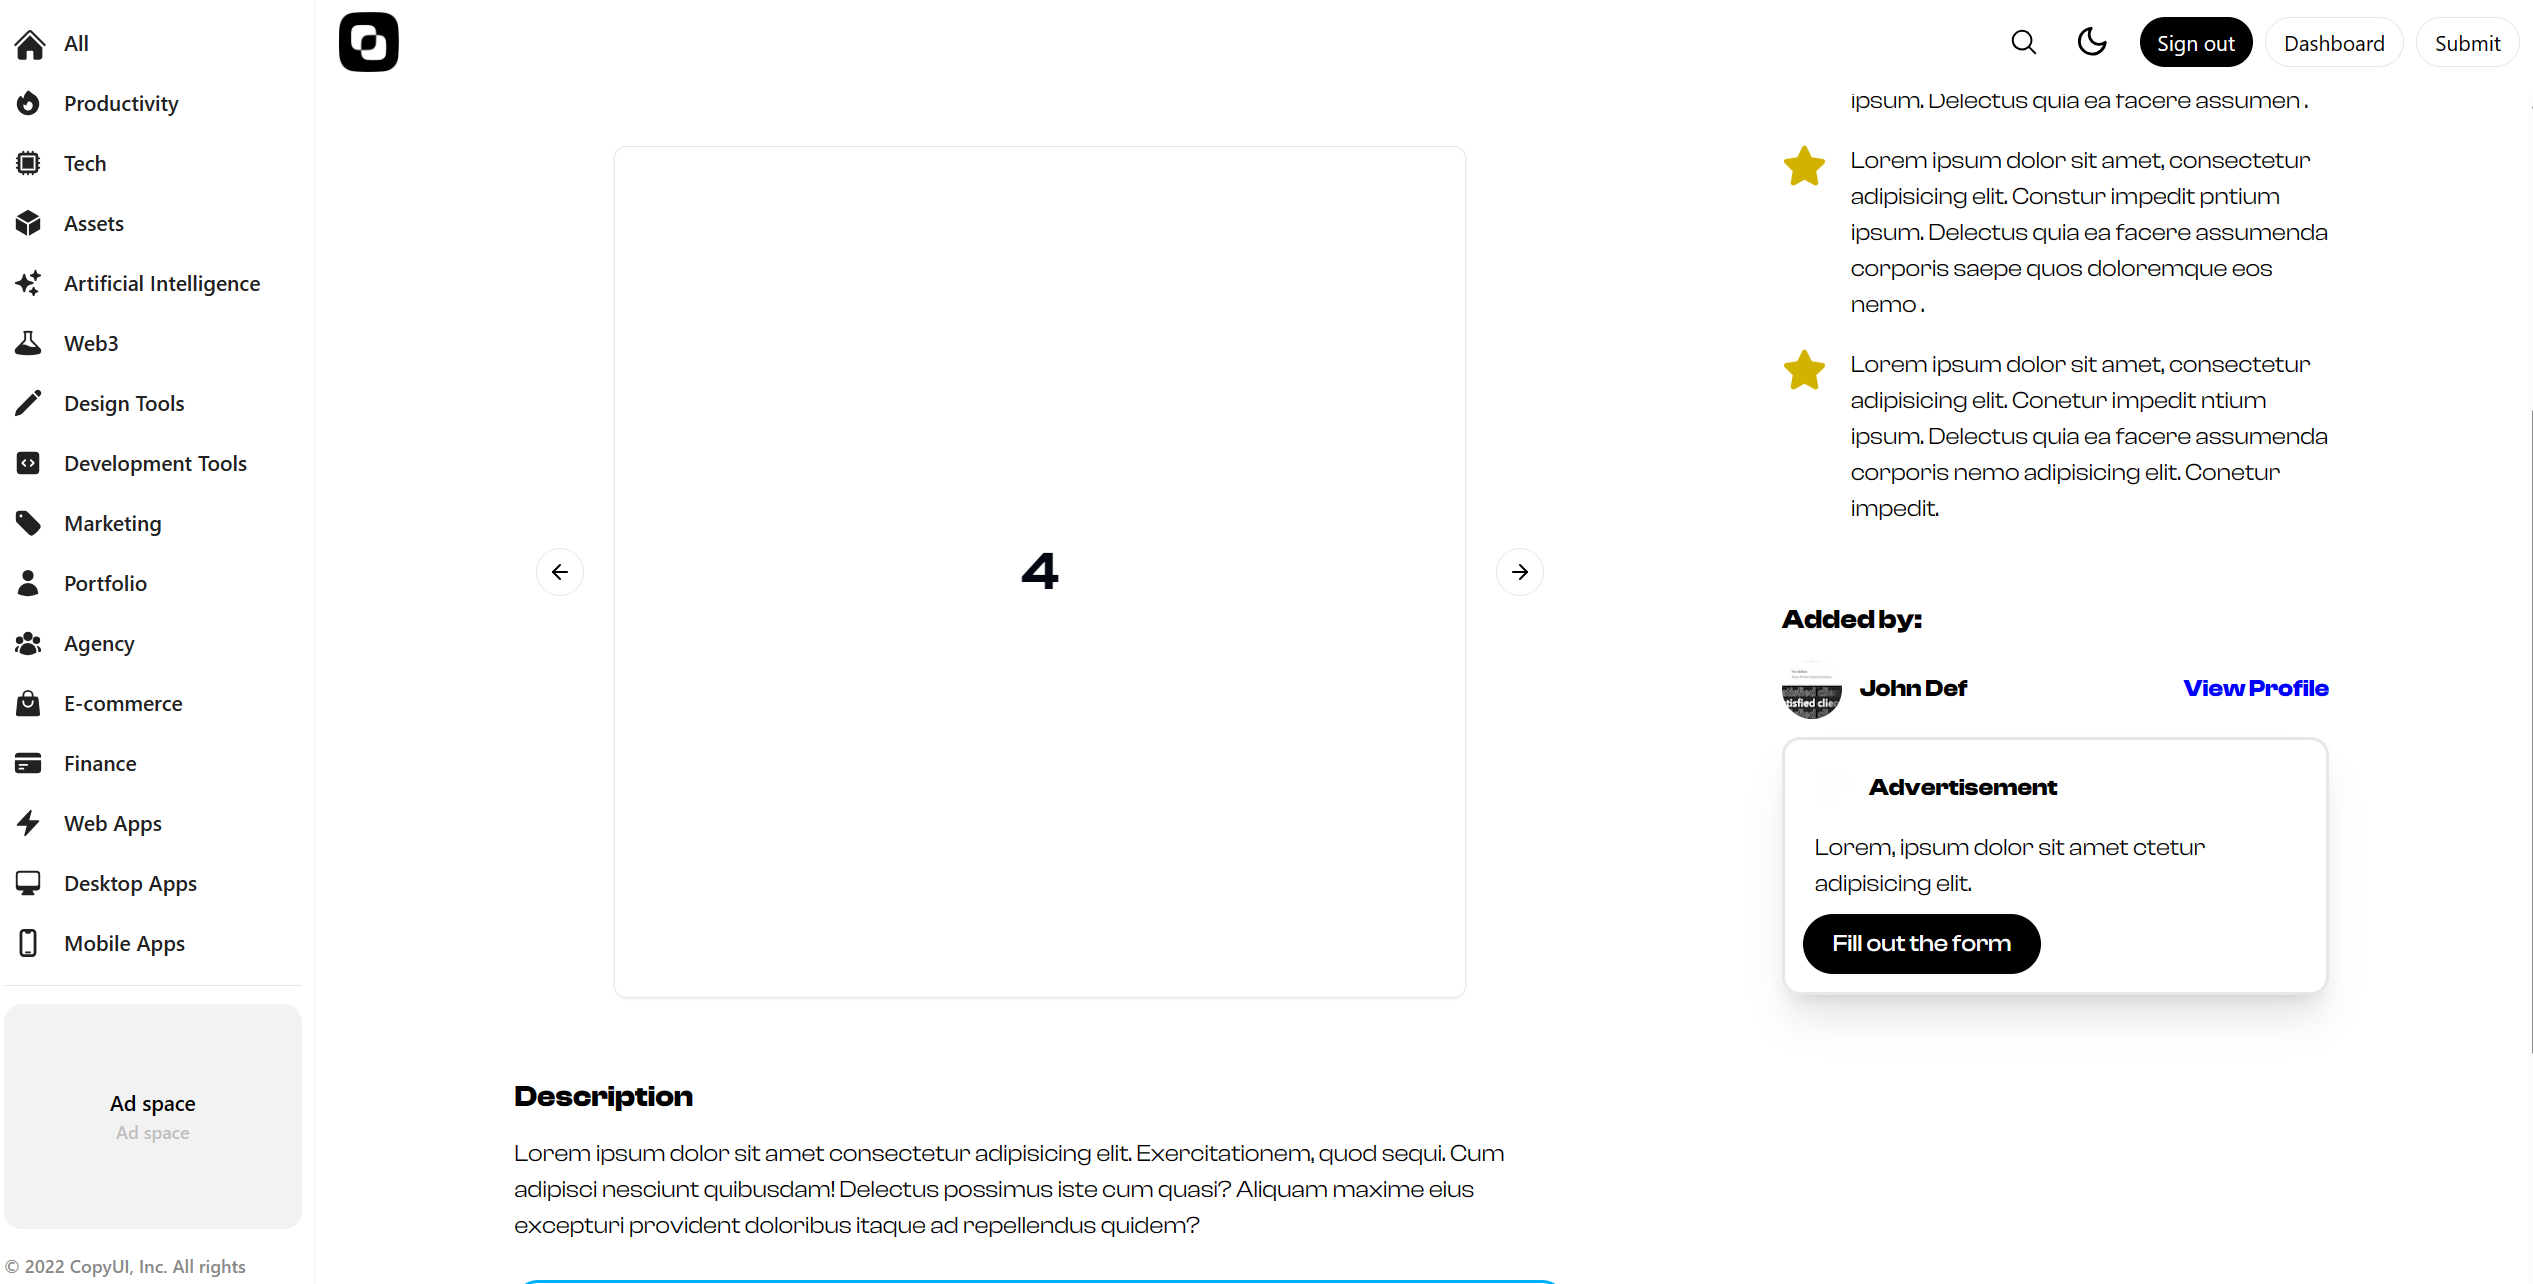 All
Productivity
Tech
Assets
Artificial Intelligence
Web3
Design Tools
Development Tools
Marketing
Portfolio
Agency
E-commerce
Finance
Web Apps
Desktop Apps
Mobile Apps
Ad space
Ad space
© 2022 CopyUI, Inc. All rights
Sign out
Dashboard
Submit
4
Description
Lorem ipsum dolor sit amet consectetur adipisicing elit. Exercitationem, quod sequi. Cum
adipisci nesciunt quibusdam! Delectus possimus iste cum quasi? Aliquam maxime eius
excepturi provident doloribus itaque ad repellendus quidem?
ipsum. Delectus quia ea facere assumen .
Lorem ipsum dolor sit amet, consectetur
adipisicing elit. Constur impedit pntium
ipsum. Delectus quia ea facere assumenda
corporis saepe quos doloremque eos
nemo .
Lorem ipsum dolor sit amet, consectetur
adipisicing elit. Conetur impedit ntium
ipsum. Delectus quia ea facere assumenda
corporis nemo adipisicing elit. Conetur
impedit.
Added by:
tisfied clie
John Def
View Profile
Advertisement
Lorem, ipsum dolor sit amet ctetur
adipisicing elit.
Fill out the form